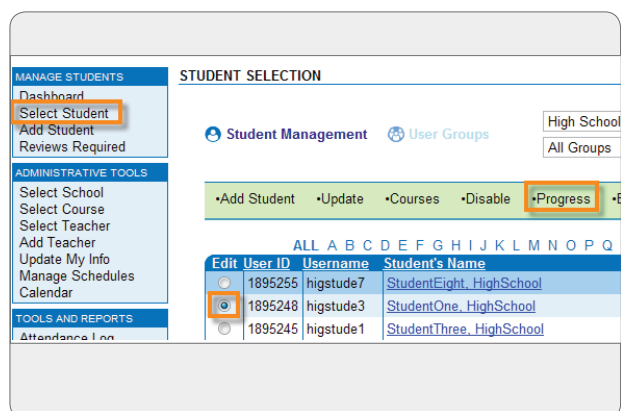 MANAGE STUDENTS
Dashboard
Select Student
Add Student
Reviews Required
ADMINISTRATIVE TOOLS
Select School
Select Course
Select Teacher
Add Teacher
Update My Info
Manage Schedules
Calendar
TOOLS AND REPORTS
Attendance Log
STUDENT SELECTION
Student Management User Groups
High School
All Groups
•Add Student •Update •Courses •Disable •Progress •E
ALL A B C D E F G H I J K L M N O P Q
Edit User ID Username Student's Name
1895255 higstude7 StudentEight, HighSchool
1895248 higstude3 StudentOne, HighSchool
1895245 higstude1 StudentThree, HighSchool